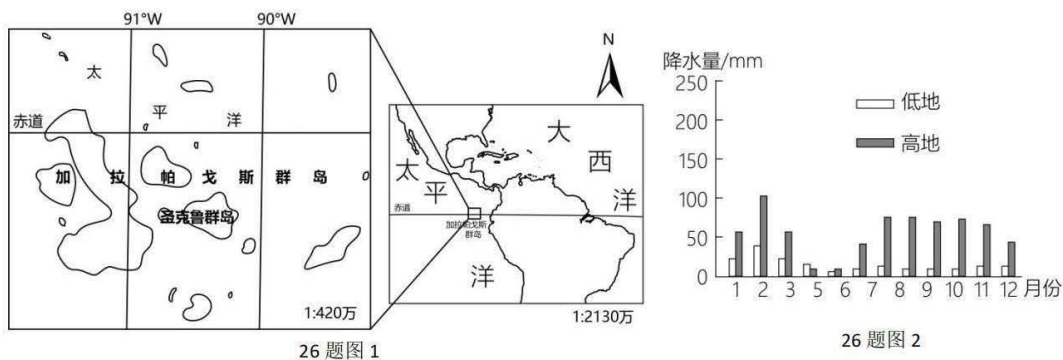 91°W 90°W
太
平
洋
赤道
加拉帕戈斯群岛
圣克鲁群岛
1:420万
N
大
西
洋
太
平
洋
赤道
加拉帕戈斯
群岛
1:2130万
26 题图 1
降水量/mm
250
200
150
100
50
0
低地
高地
1 2 3 5 6 7 8 9 10 11 12 月份
26 题图 2